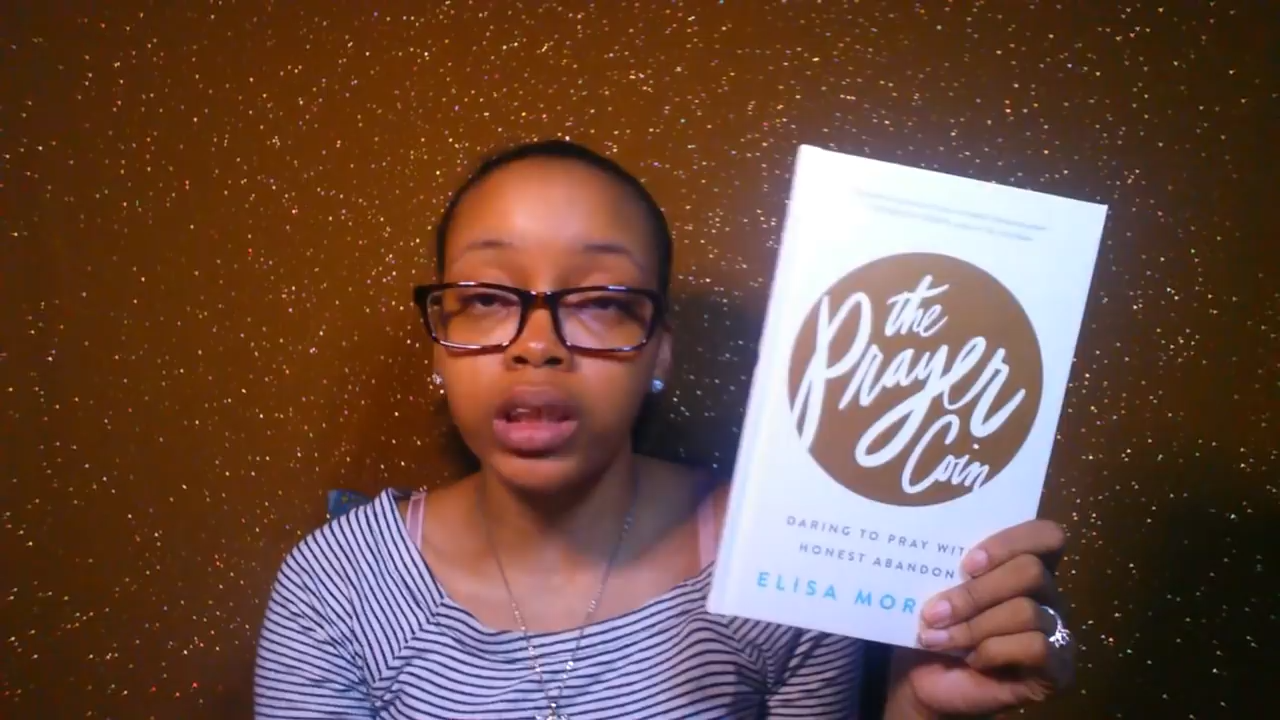 the
Prayer
Coin
DARING TO PRAY WIT
HONEST ABANDON
ELISA MOR